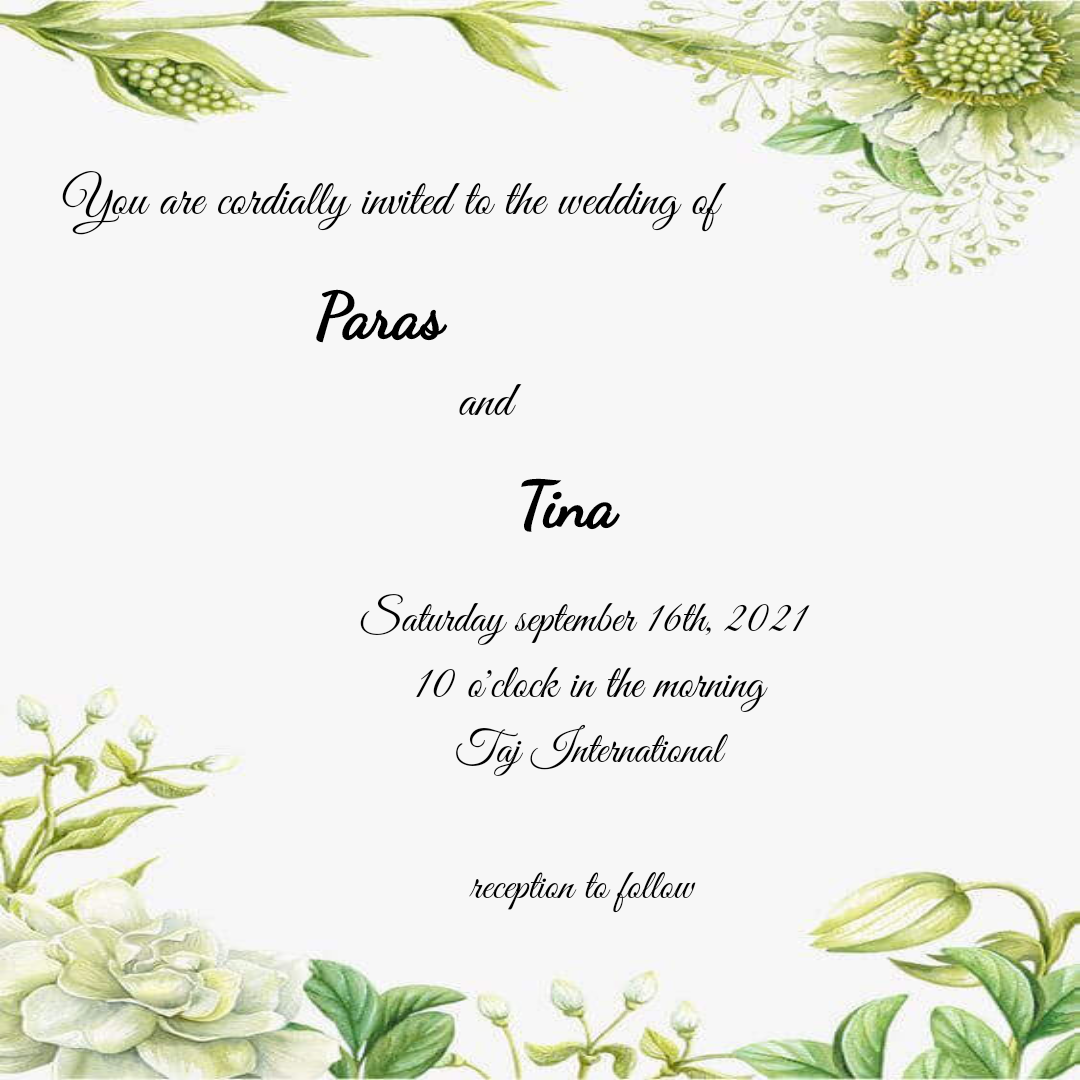 You are cordially invited to the wedding of
Paras
and
Tina
Saturday september 16th, 2021
10 o'clock in the morning
Taj International
reception to follow